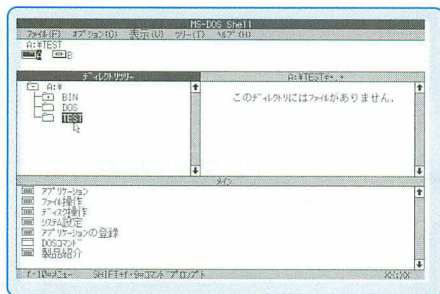 MS-DOS Shell
ファイル(F) オプション(O) 表示(V) ツリー(T) ヘルプ(H)
A:¥TEST
A B
ディレクトリツリー
A:¥TEST¥*.*
A:¥
BIN
DOS
TEST
このディレクトリにはファイルがありません.
メイン
アプリケーション
ファイル操作
ディスク操作
システム設定
アプリケーションの登録
DOSコマンド
製品紹介
f・10=メニュー SHIFT+f・9=コマンドプロンプト
XX:XX